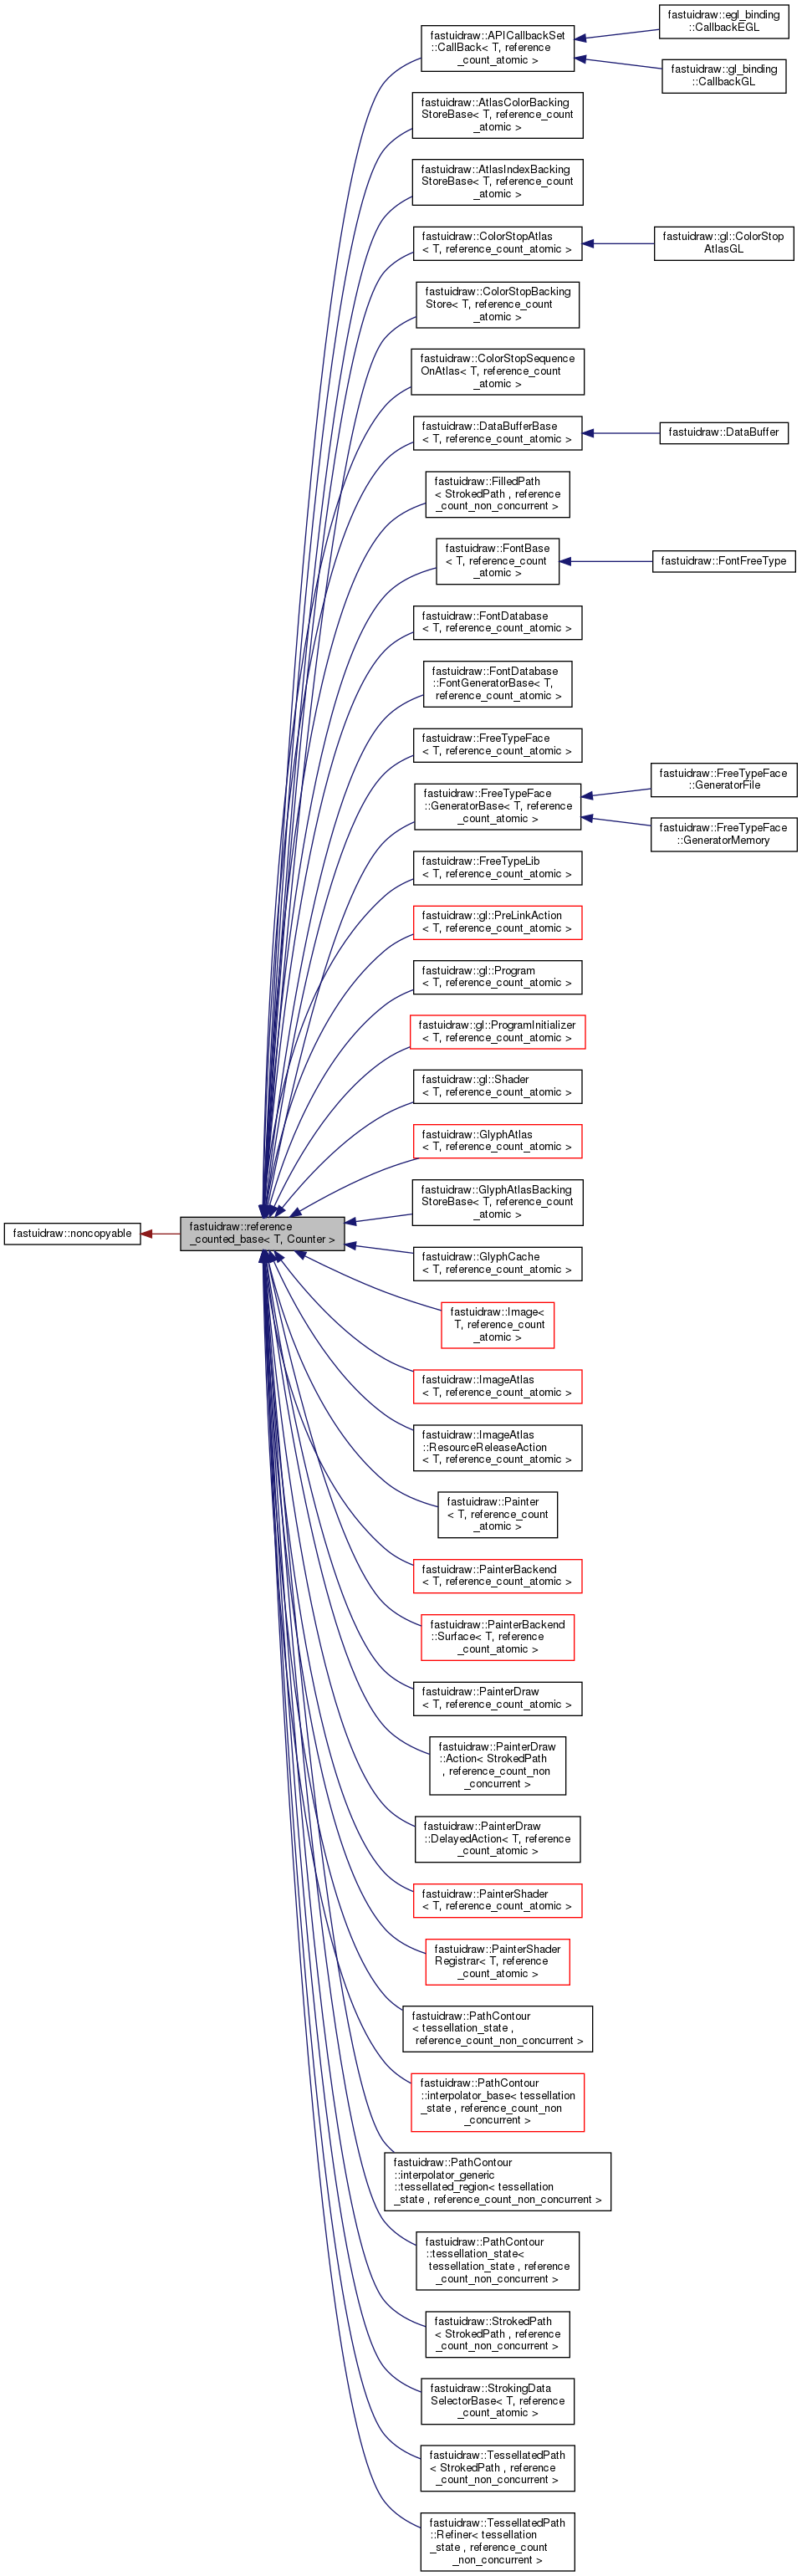 fastuidraw::noncopyable
fastuidraw::reference
_counted_base< T, Counter >
fastuidraw::APICallbackSet
::CallBack< T, reference
_count_atomic >
fastuidraw::egl_binding
::CallbackEGL
fastuidraw::gl_binding
::CallbackGL
fastuidraw::AtlasColorBacking
StoreBase< T, reference_count
_atomic >
fastuidraw::AtlasIndexBacking
StoreBase< T, reference_count
_atomic >
fastuidraw::ColorStopAtlas
< T, reference_count_atomic >
fastuidraw::gl::ColorStop
AtlasGL
fastuidraw::ColorStopBacking
Store< T, reference_count
_atomic >
fastuidraw::ColorStopSequence
OnAtlas< T, reference_count
_atomic >
fastuidraw::DataBufferBase
< T, reference_count_atomic >
fastuidraw::DataBuffer
fastuidraw::FilledPath
< StrokedPath , reference
_count_non_concurrent >
fastuidraw::FontBase
< T, reference_count
_atomic >
fastuidraw::FontFreeType
fastuidraw::FontDatabase
< T, reference_count_atomic >
fastuidraw::FontDatabase
::FontGeneratorBase< T,
reference_count_atomic >
fastuidraw::FreeTypeFace
< T, reference_count_atomic >
fastuidraw::FreeTypeFace
::GeneratorBase< T, reference
_count_atomic >
fastuidraw::FreeTypeFace
::GeneratorFile
fastuidraw::FreeTypeFace
::GeneratorMemory
fastuidraw::FreeTypeLib
< T, reference_count_atomic >
fastuidraw::gl::PreLinkAction
< T, reference_count_atomic >
fastuidraw::gl::Program
< T, reference_count_atomic >
fastuidraw::gl::ProgramInitializer
< T, reference_count_atomic >
fastuidraw::gl::Shader
< T, reference_count_atomic >
fastuidraw::GlyphAtlas
< T, reference_count_atomic >
fastuidraw::GlyphAtlasBacking
StoreBase< T, reference_count
_atomic >
fastuidraw::GlyphCache
< T, reference_count_atomic >
fastuidraw::Image<
T, reference_count
_atomic >
fastuidraw::ImageAtlas
< T, reference_count_atomic >
fastuidraw::ImageAtlas
::ResourceReleaseAction
< T, reference_count_atomic >
fastuidraw::Painter
< T, reference_count
_atomic >
fastuidraw::PainterBackend
< T, reference_count_atomic >
fastuidraw::PainterBackend
::Surface< T, reference
_count_atomic >
fastuidraw::PainterDraw
< T, reference_count_atomic >
fastuidraw::PainterDraw
::Action< StrokedPath
, reference_count_non
_concurrent >
fastuidraw::PainterDraw
::DelayedAction< T, reference
_count_atomic >
fastuidraw::PainterShader
< T, reference_count_atomic >
fastuidraw::PainterShader
Registrar< T, reference
_count_atomic >
fastuidraw::PathContour
< tessellation_state ,
reference_count_non_concurrent >
fastuidraw::PathContour
::interpolator_base< tessellation
_state , reference_count_non
_concurrent >
fastuidraw::PathContour
::interpolator_generic
::tessellated_region< tessellation
_state , reference_count_non_concurrent >
fastuidraw::PathContour
::tessellation_state<
tessellation_state , reference
_count_non_concurrent >
fastuidraw::StrokedPath
< StrokedPath , reference
_count_non_concurrent >
fastuidraw::StrokingData
SelectorBase< T, reference
_count_atomic >
fastuidraw::TessellatedPath
< StrokedPath , reference
_count_non_concurrent >
fastuidraw::TessellatedPath
::Refiner< tessellation
_state , reference_count
_non_concurrent >